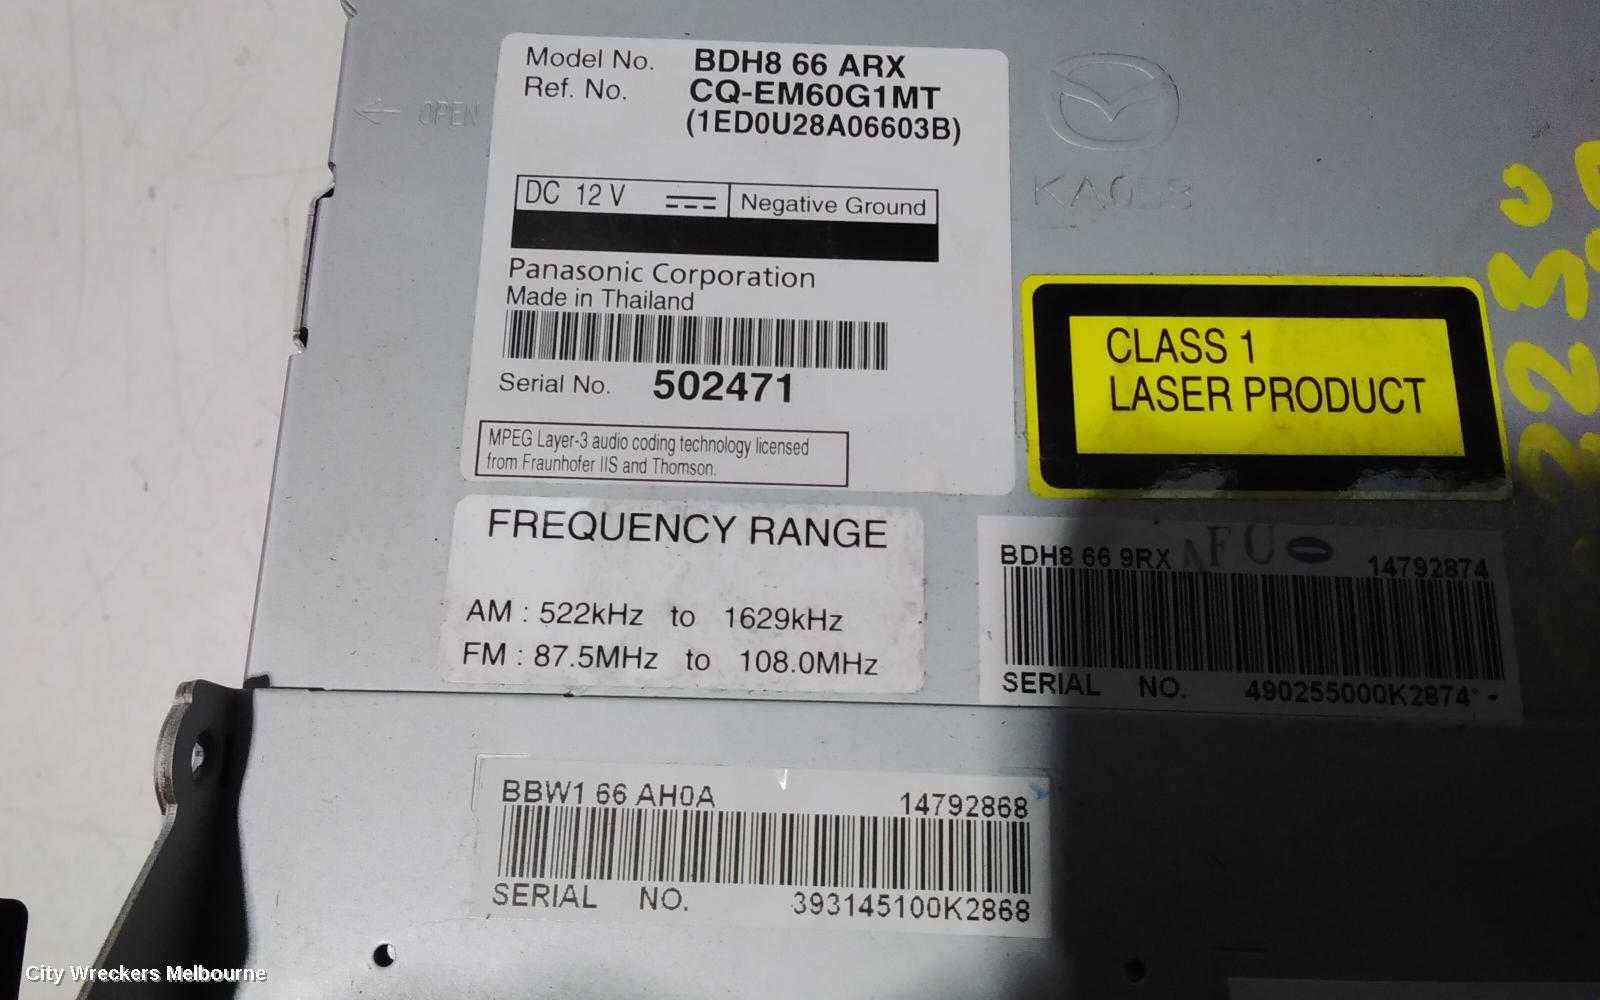 Model No. BDH8 66 ARX
Ref. No. CQ-EM60G1MT
(1ED0U28A06603B)
OPEN
KA058
DC 12 V
Negative Ground
Panasonic Corporation
Made in Thailand
Serial No. 502471
MPEG Layer-3 audio coding technology licensed
from Fraunhofer IIS and Thomson.
CLASS 1
LASER PRODUCT
FREQUENCY RANGE
AM : 522kHz to 1629kHz
FM : 87.5MHz to 108.0MHz
BDH8 66 9RX 14792874
AFU
SERIAL NO. 490255000K2874
BBW1 66 AH0A 14792868
SERIAL NO. 393145100K2868
City Wreckers Melbourne